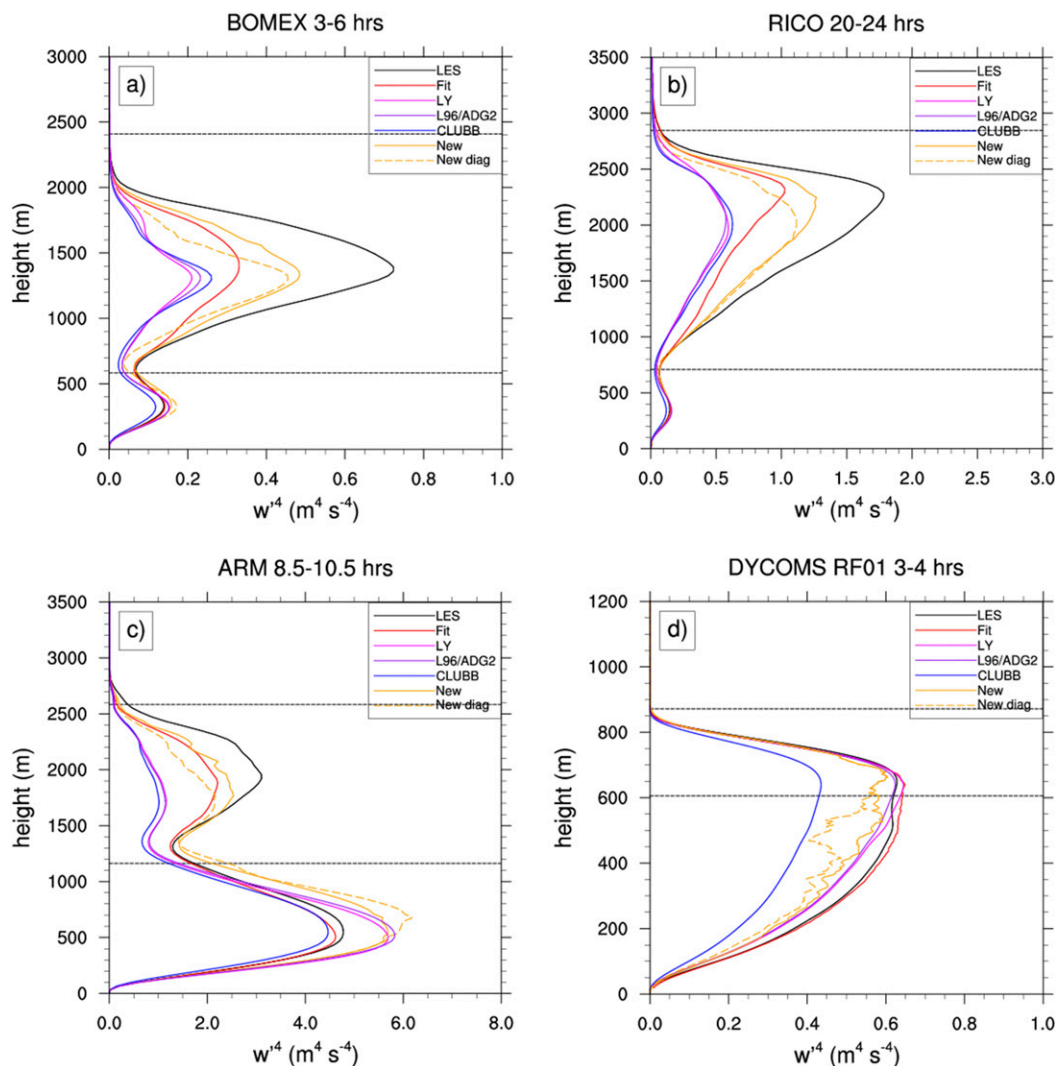 BOMEX 3-6 hrs
a)
LES
Fit
LY
L96/ADG2
CLUBB
New
New diag
3000
2500
2000
1500
1000
500
0
height (m)
0.0 0.2 0.4 0.6 0.8 1.0
w'⁴ (m⁴ s⁻⁴)
RICO 20-24 hrs
b)
LES
Fit
LY
L96/ADG2
CLUBB
New
New diag
3500
3000
2500
2000
1500
1000
500
0
height (m)
0.0 0.5 1.0 1.5 2.0 2.5 3.0
w'⁴ (m⁴ s⁻⁴)
ARM 8.5-10.5 hrs
c)
LES
Fit
LY
L96/ADG2
CLUBB
New
New diag
3500
3000
2500
2000
1500
1000
500
0
height (m)
0.0 2.0 4.0 6.0 8.0
w'⁴ (m⁴ s⁻⁴)
DYCOMS RF01 3-4 hrs
d)
LES
Fit
LY
L96/ADG2
CLUBB
New
New diag
1200
1000
800
600
400
200
0
height (m)
0.0 0.2 0.4 0.6 0.8 1.0
w'⁴ (m⁴ s⁻⁴)